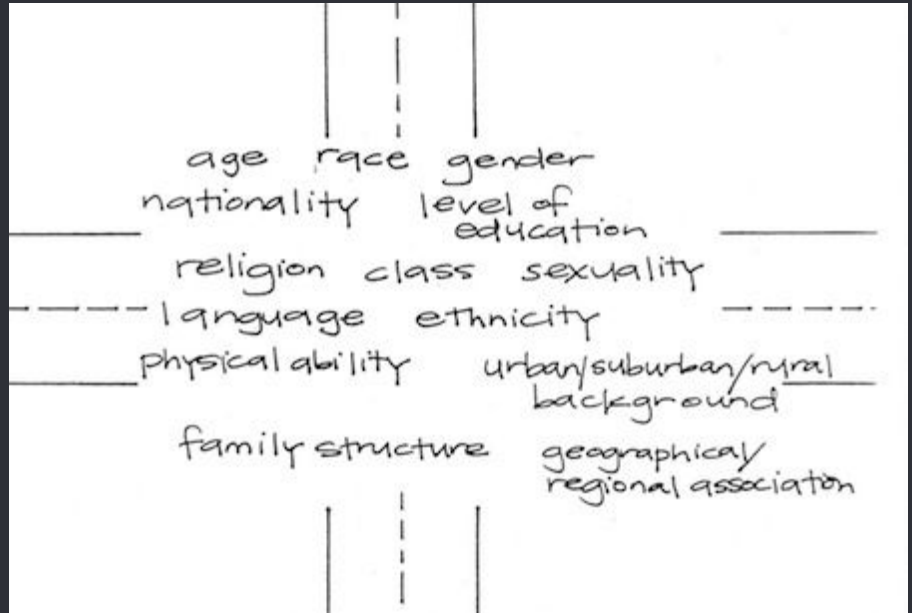 age race gender
nationality level of
education
religion class sexuality
language ethnicity
physical ability urban/suburban/rural
background
family structure geographical/
regional association